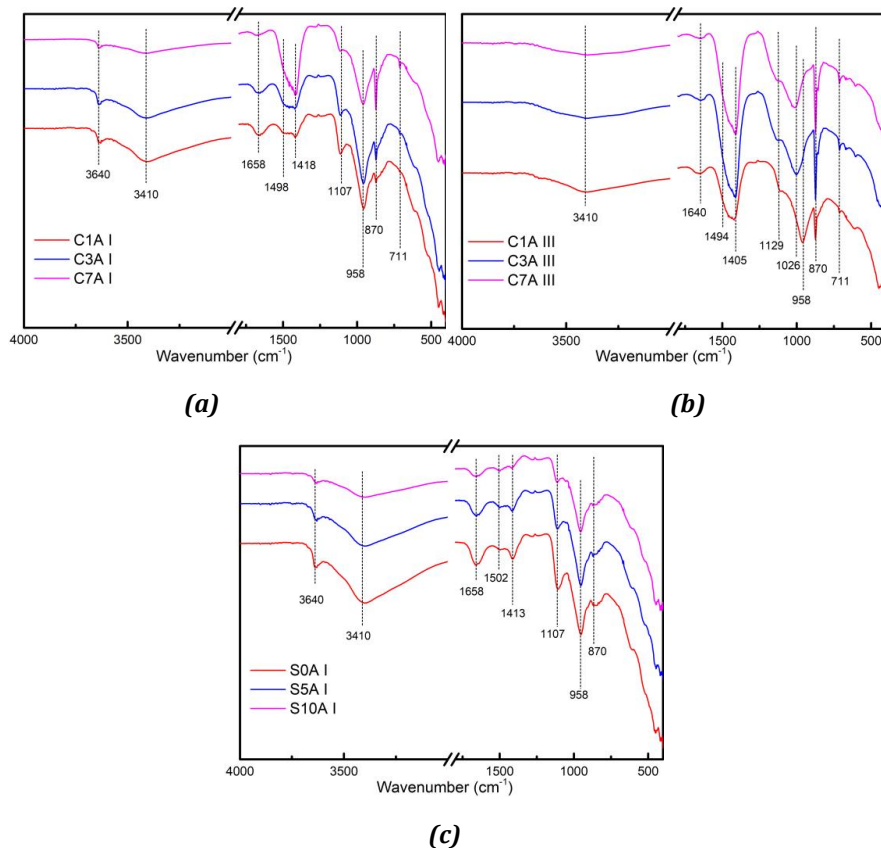 3640
3410
1658
1498
1418
1107
958
870
711
C1A I
C3A I
C7A I
4000
3500
1500
1000
500
Wavenumber (cm⁻¹)
(a)
3410
1640
1494
1405
1129
1026
958
870
711
C1A III
C3A III
C7A III
4000
3500
1500
1000
500
Wavenumber (cm⁻¹)
(b)
3640
3410
1658
1502
1413
1107
958
870
S0A I
S5A I
S10A I
4000
3500
1500
1000
500
Wavenumber (cm⁻¹)
(c)